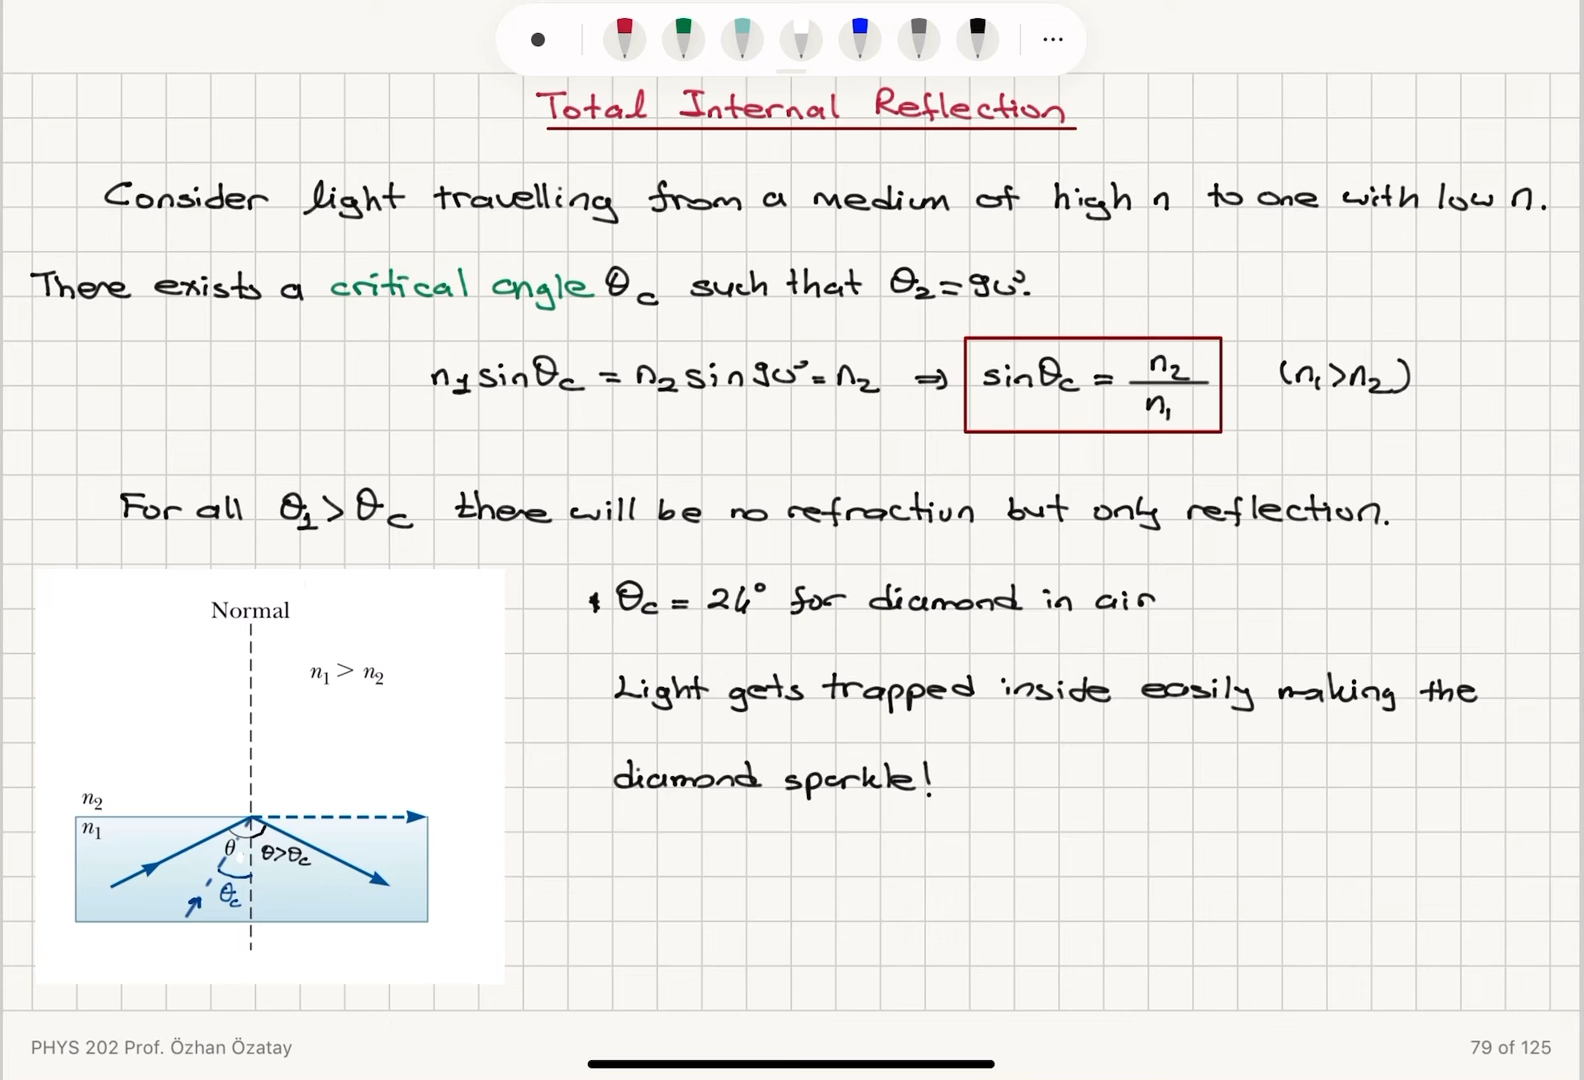 Total Internal Reflection
Consider light travelling from a medium of high n to one with low n.
There exists a critical angle θc such that θ2 = 90°.
n1 sinθc = n2 sin90° = n2 ⇒ sinθc = n2/n1 (n1 > n2)
For all θ1 > θc there will be no refraction but only reflection.
* θc = 24° for diamond in air
Light gets trapped inside easily making the
diamond sparkle!
Normal
n1 > n2
n2
n1
θ θ>θc
θc
PHYS 202 Prof. Özhan Özatay
79 of 125